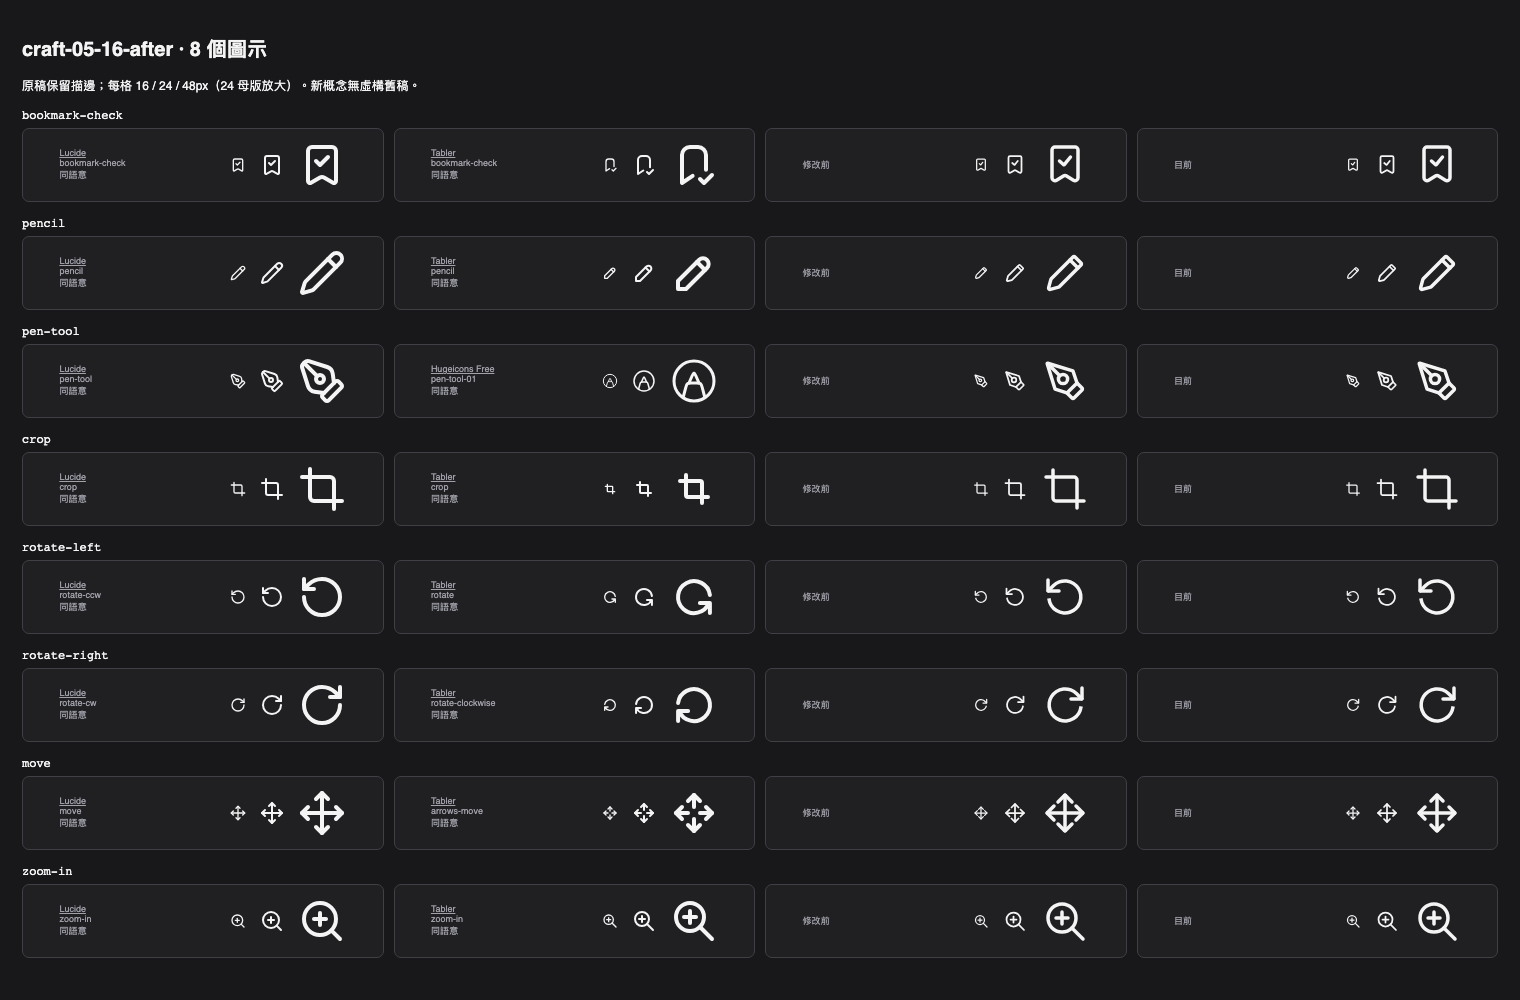 craft-05-16-after · 8 個圖示
原稿保留描邊；每格 16 / 24 / 48px（24 母版放大）。新概念無虛構舊稿。
bookmark-check
Lucide
bookmark-check
同語意
Tabler
bookmark-check
同語意
修改前
目前
pencil
Lucide
pencil
同語意
Tabler
pencil
同語意
修改前
目前
pen-tool
Lucide
pen-tool
同語意
Hugeicons Free
pen-tool-01
同語意
修改前
目前
crop
Lucide
crop
同語意
Tabler
crop
同語意
修改前
目前
rotate-left
Lucide
rotate-ccw
同語意
Tabler
rotate
同語意
修改前
目前
rotate-right
Lucide
rotate-cw
同語意
Tabler
rotate-clockwise
同語意
修改前
目前
move
Lucide
move
同語意
Tabler
arrows-move
同語意
修改前
目前
zoom-in
Lucide
zoom-in
同語意
Tabler
zoom-in
同語意
修改前
目前